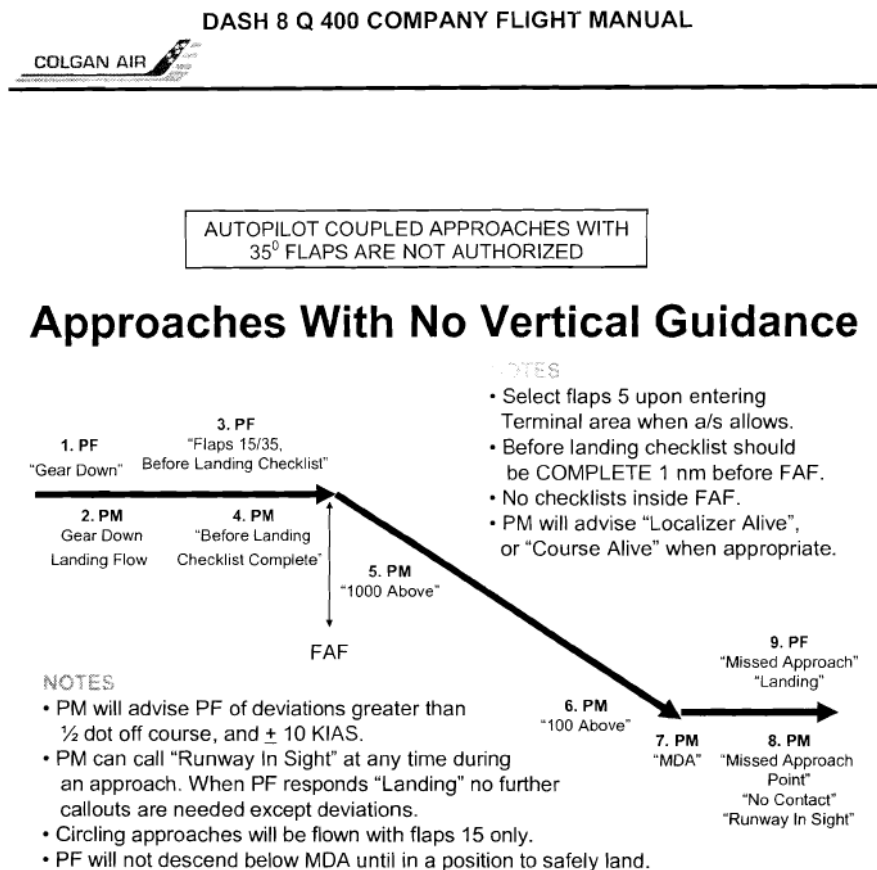 DASH 8 Q 400 COMPANY FLIGHT MANUAL
COLGAN AIR
AUTOPILOT COUPLED APPROACHES WITH
35⁰ FLAPS ARE NOT AUTHORIZED
Approaches With No Vertical Guidance
NOTES
• Select flaps 5 upon entering
Terminal area when a/s allows.
• Before landing checklist should
be COMPLETE 1 nm before FAF.
• No checklists inside FAF.
• PM will advise “Localizer Alive”,
or “Course Alive” when appropriate.
1. PF
“Gear Down”
3. PF
“Flaps 15/35,
Before Landing Checklist”
2. PM
Gear Down
Landing Flow
4. PM
“Before Landing
Checklist Complete”
5. PM
“1000 Above”
FAF
6. PM
“100 Above”
7. PM
“MDA”
9. PF
“Missed Approach”
“Landing”
8. PM
“Missed Approach
Point”
“No Contact”
“Runway In Sight”
NOTES
• PM will advise PF of deviations greater than
½ dot off course, and ± 10 KIAS.
• PM can call “Runway In Sight” at any time during
an approach. When PF responds “Landing” no further
callouts are needed except deviations.
• Circling approaches will be flown with flaps 15 only.
• PF will not descend below MDA until in a position to safely land.